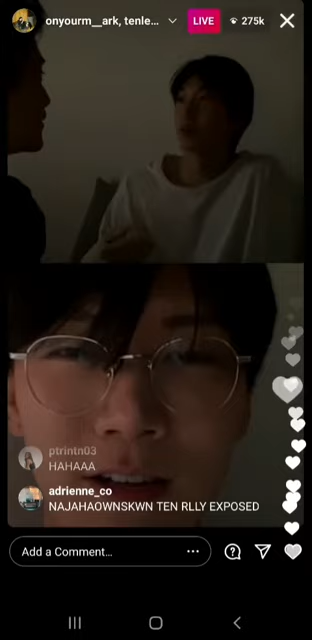 onyourm__ark, tenle...
LIVE
275k
ptrintn03
HAHAAA
adrienne_co
NAJAHAOWNSKWN TEN RLLY EXPOSED
Add a Comment...